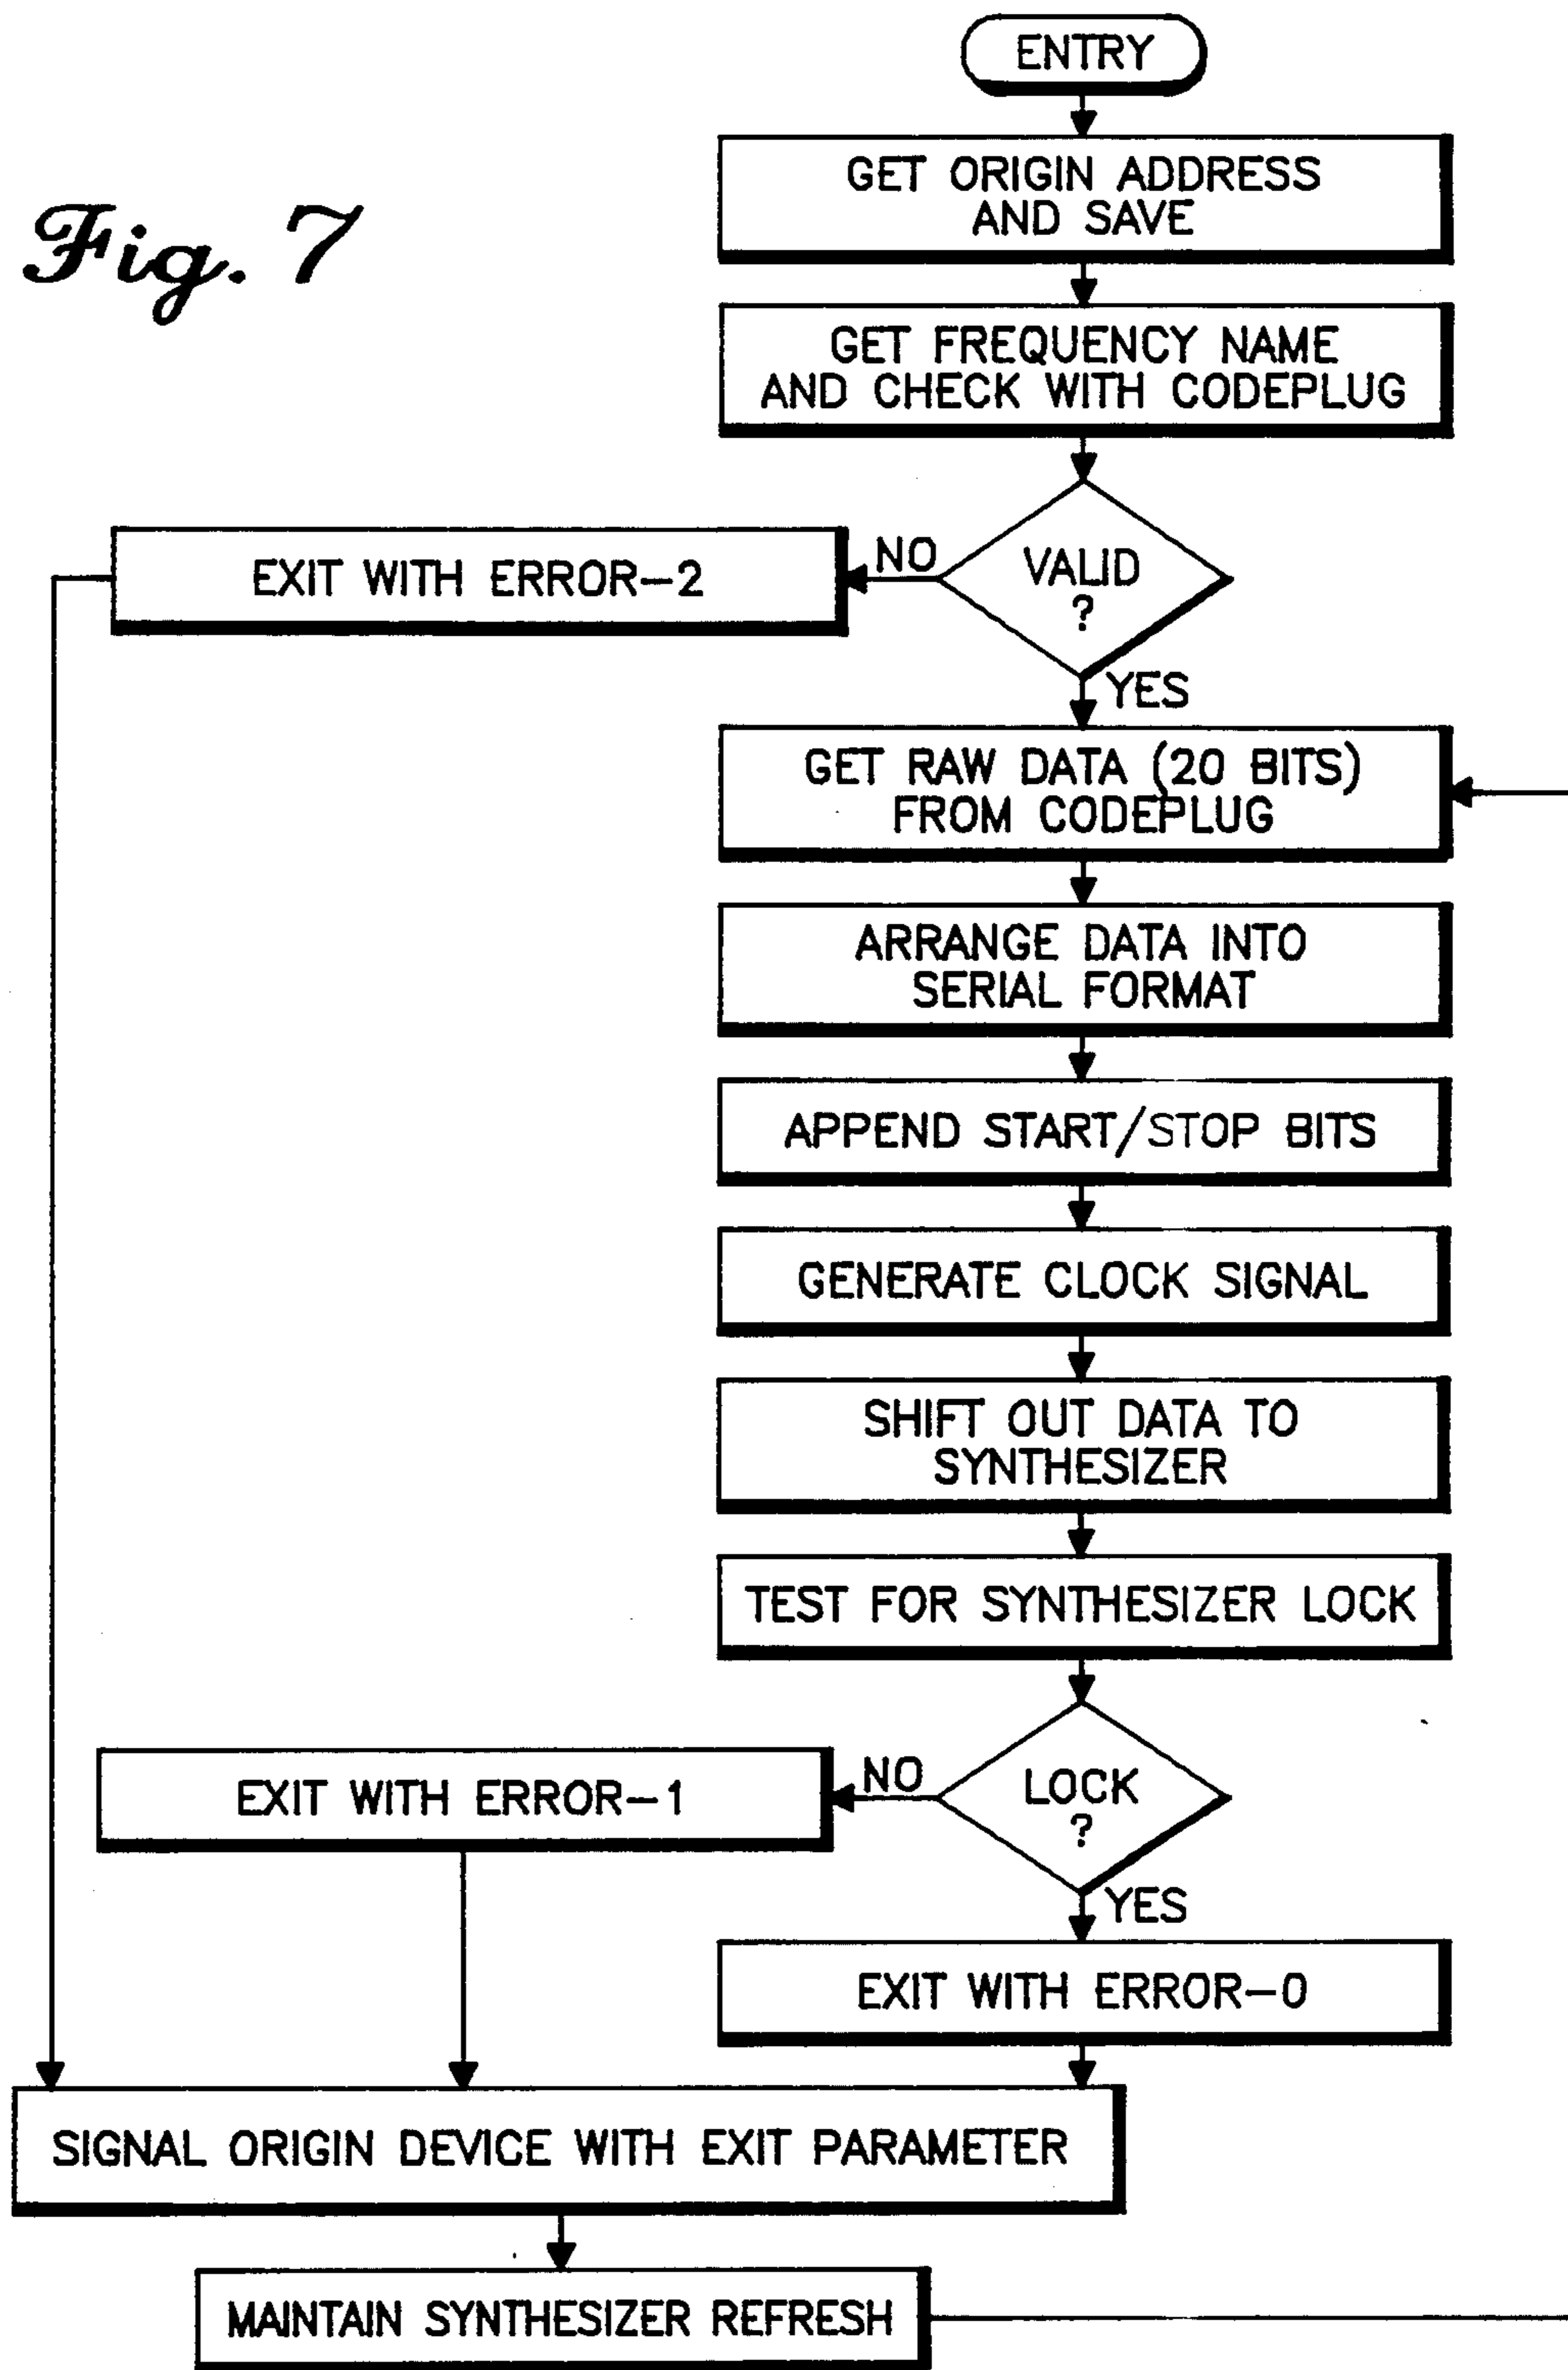 ENTRY
GET ORIGIN ADDRESS
AND SAVE
Fig. 7
GET FREQUENCY NAME
AND CHECK WITH CODEPLUG
EXIT WITH ERROR-2
NO
VALID
?
YES
GET RAW DATA (20 BITS)
FROM CODEPLUG
ARRANGE DATA INTO
SERIAL FORMAT
APPEND START/STOP BITS
GENERATE CLOCK SIGNAL
SHIFT OUT DATA TO
SYNTHESIZER
TEST FOR SYNTHESIZER LOCK
EXIT WITH ERROR-1
NO
LOCK
?
YES
EXIT WITH ERROR-0
SIGNAL ORIGIN DEVICE WITH EXIT PARAMETER
MAINTAIN SYNTHESIZER REFRESH